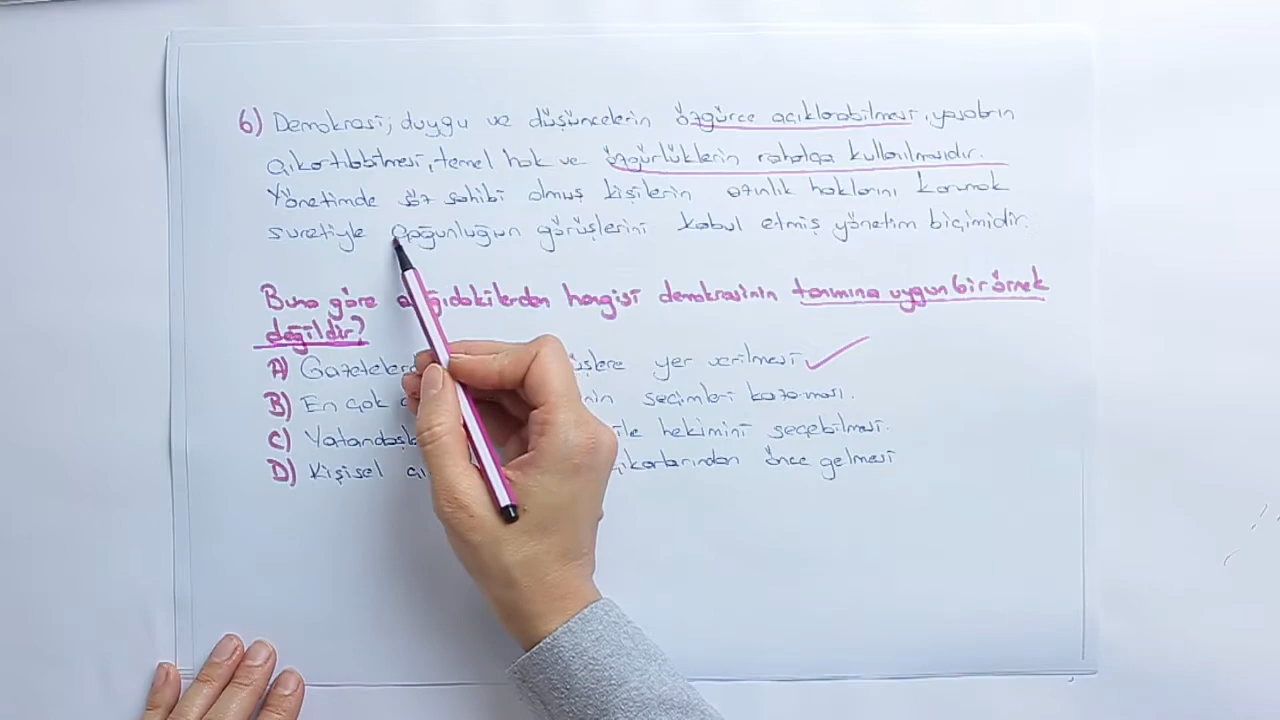 6) Demokrasi; duygu ve düşüncelerin özgürce açıklanabilmesi, yasaların
çıkartılabilmesi, temel hak ve özgürlüklerin rahatça kullanılmasıdır.
Yönetimde söz sahibi olmuş kişilerin azınlık haklarını korumak
suretiyle çoğunluğun görüşlerini kabul etmiş yönetim biçimidir.
Buna göre hangisi demokrasinin tanımına uygun bir örnek
değildir?
A) yer verilmesi
B) En çok seçimleri kazanması.
C) hekimini seçebilmesi.
D) Kişisel önce gelmesi